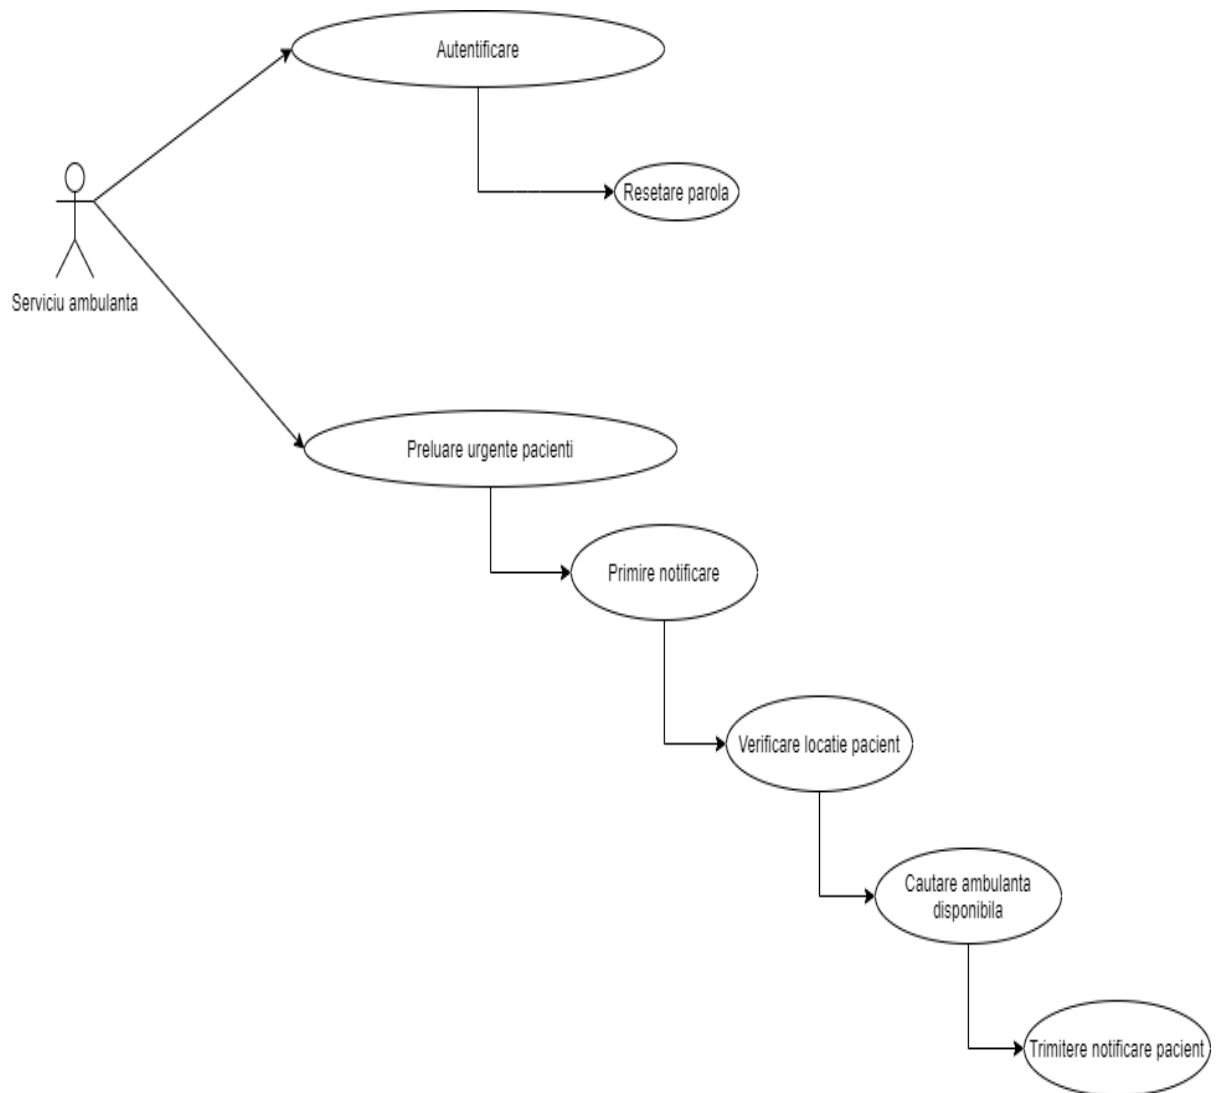 Autentificare
Resetare parola
Serviciu ambulanta
Preluare urgente pacienti
Primire notificare
Verificare locatie pacient
Cautare ambulanta
disponibila
Trimitere notificare pacient